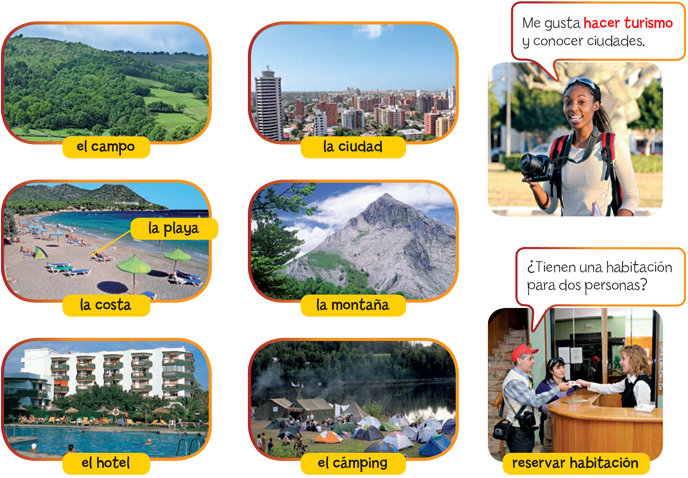 Me gusta hacer turismo
y conocer ciudades.
el campo
la ciudad
la playa
la costa
la montaña
¿Tienen una habitación
para dos personas?
el hotel
el cámping
reservar habitación